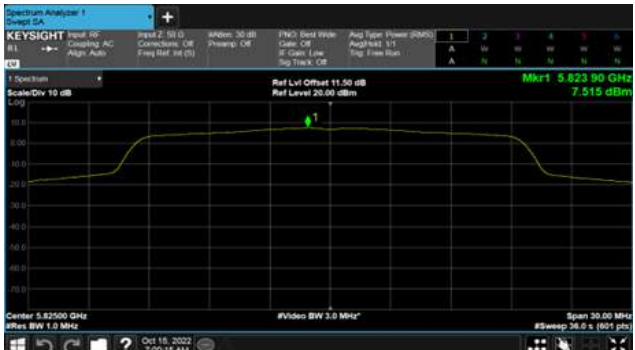 Spectrum Analyzer 1
Swept SA
KEYSIGHT Input: RF Input Z: 50 Ω #Atten: 30 dB PNO: Best Wide Avg Type: Power (RMS) 1 2 3 4 5 6
RL Coupling: AC Corrections: Off Preamp: Off Gate: Off Avg|Hold: 1/1 A W W W W W
Align: Auto Freq Ref: Int (S) IF Gain: Low Trig: Free Run
Sig Track: Off A N N N N N
1 Spectrum
Scale/Div 10 dB
Ref Lvl Offset 11.50 dB
Ref Level 20.00 dBm
Mkr1 5.823 90 GHz
7.515 dBm
Log
10.0
1
0.00
-10.0
-20.0
-30.0
-40.0
-50.0
-60.0
-70.0
Center 5.82500 GHz #Video BW 3.0 MHz* Span 30.00 MHz
#Res BW 1.0 MHz #Sweep 36.0 s (601 pts)
? Oct 18, 2022